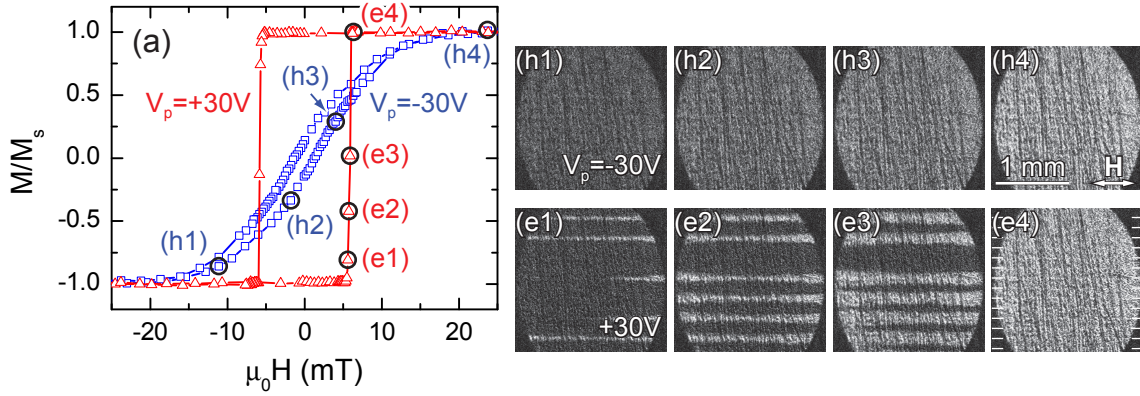 (a)
(e4)
(h4)
(h3)
V_p=+30V
V_p=-30V
(e3)
(h2)
(e2)
(h1)
(e1)
1.0
0.5
0.0
-0.5
-1.0
M/M_s
-20
-10
0
10
20
μ₀H (mT)
(h1)
V_p=-30V
(h2)
(h3)
(h4)
1 mm
H
(e1)
+30V
(e2)
(e3)
(e4)